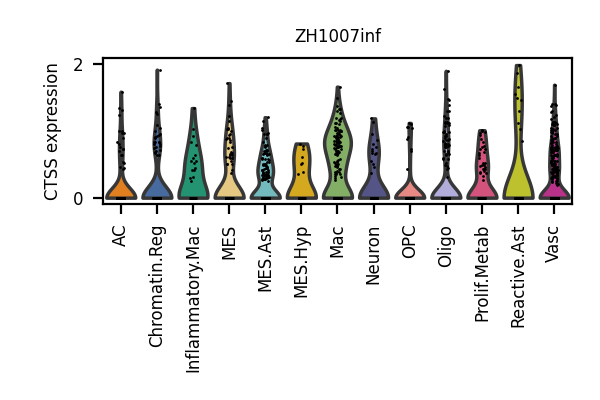 ZH1007inf
CTSS expression
2
0
AC
Chromatin.Reg
Inflammatory.Mac
MES
MES.Ast
MES.Hyp
Mac
Neuron
OPC
Oligo
Prolif.Metab
Reactive.Ast
Vasc